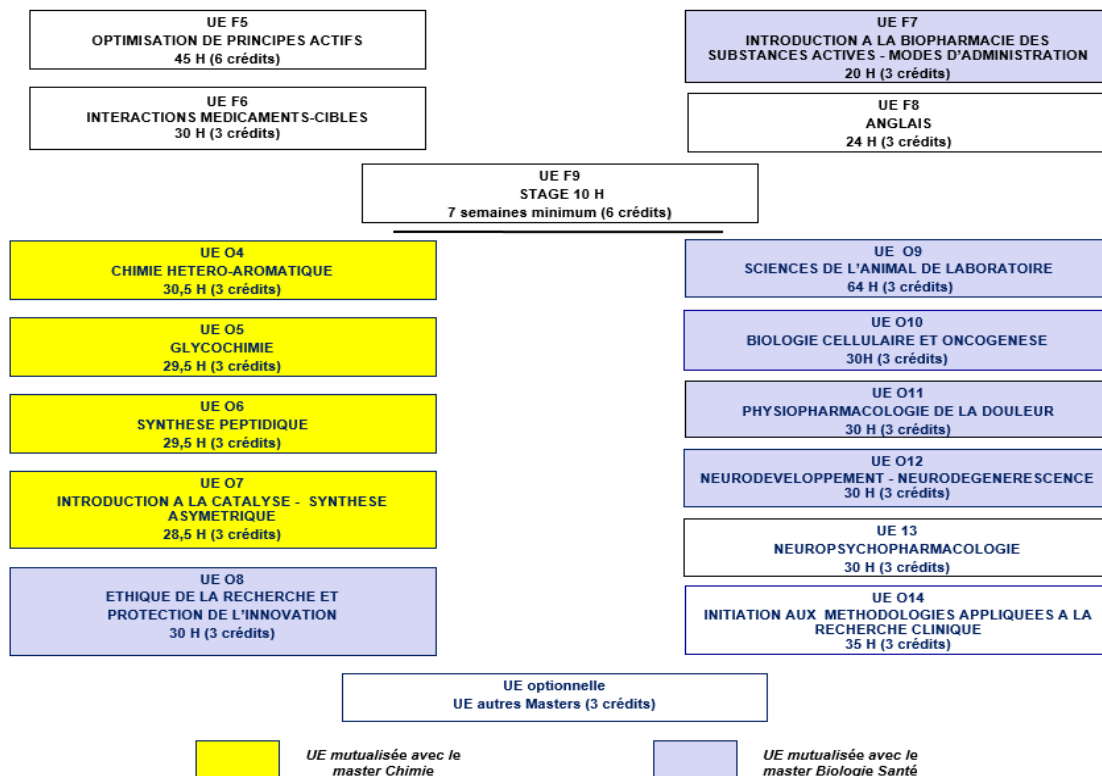 UE F5
OPTIMISATION DE PRINCIPES ACTIFS
45 H (6 crédits)
UE F7
INTRODUCTION A LA BIOPHARMACIE DES
SUBSTANCES ACTIVES - MODES D'ADMINISTRATION
20 H (3 crédits)
UE F6
INTERACTIONS MEDICAMENTS-CIBLES
30 H (3 crédits)
UE F8
ANGLAIS
24 H (3 crédits)
UE F9
STAGE 10 H
7 semaines minimum (6 crédits)
UE O4
CHIMIE HETERO-AROMATIQUE
30,5 H (3 crédits)
UE O5
GLYCOCHIMIE
29,5 H (3 crédits)
UE O6
SYNTHESE PEPTIDIQUE
29,5 H (3 crédits)
UE O7
INTRODUCTION A LA CATALYSE - SYNTHESE
ASYMETRIQUE
28,5 H (3 crédits)
UE O8
ETHIQUE DE LA RECHERCHE ET
PROTECTION DE L'INNOVATION
30 H (3 crédits)
UE O9
SCIENCES DE L'ANIMAL DE LABORATOIRE
64 H (3 crédits)
UE O10
BIOLOGIE CELLULAIRE ET ONCOGENESE
30H (3 crédits)
UE O11
PHYSIOPHARMACOLOGIE DE LA DOULEUR
30 H (3 crédits)
UE O12
NEURODEVELOPPEMENT - NEURODEGENERESCENCE
30 H (3 crédits)
UE 13
NEUROPSYCHOPHARMACOLOGIE
30 H (3 crédits)
UE O14
INITIATION AUX METHODOLOGIES APPLIQUEES A LA
RECHERCHE CLINIQUE
35 H (3 crédits)
UE optionnelle
UE autres Masters (3 crédits)
UE mutualisée avec le
master Chimie
UE mutualisée avec le
master Biologie Santé